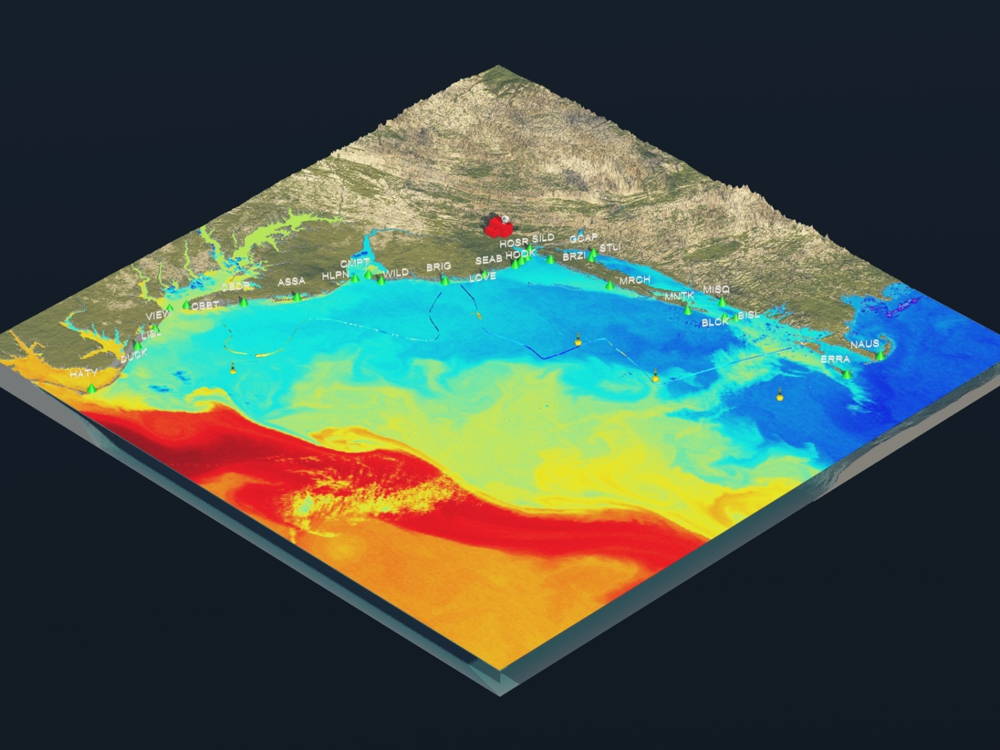 HOSR SILD
GCAP
STLI
SEAB HOOK
BRZI
CMPT
BRIG
HLPN
WILD
LOVE
ASSA
MRCH
CEDR
MNTK
MISQ
CBBT
VIEW
BLCK
BISL
LISL
NAUS
DUCK
ERRA
HATY